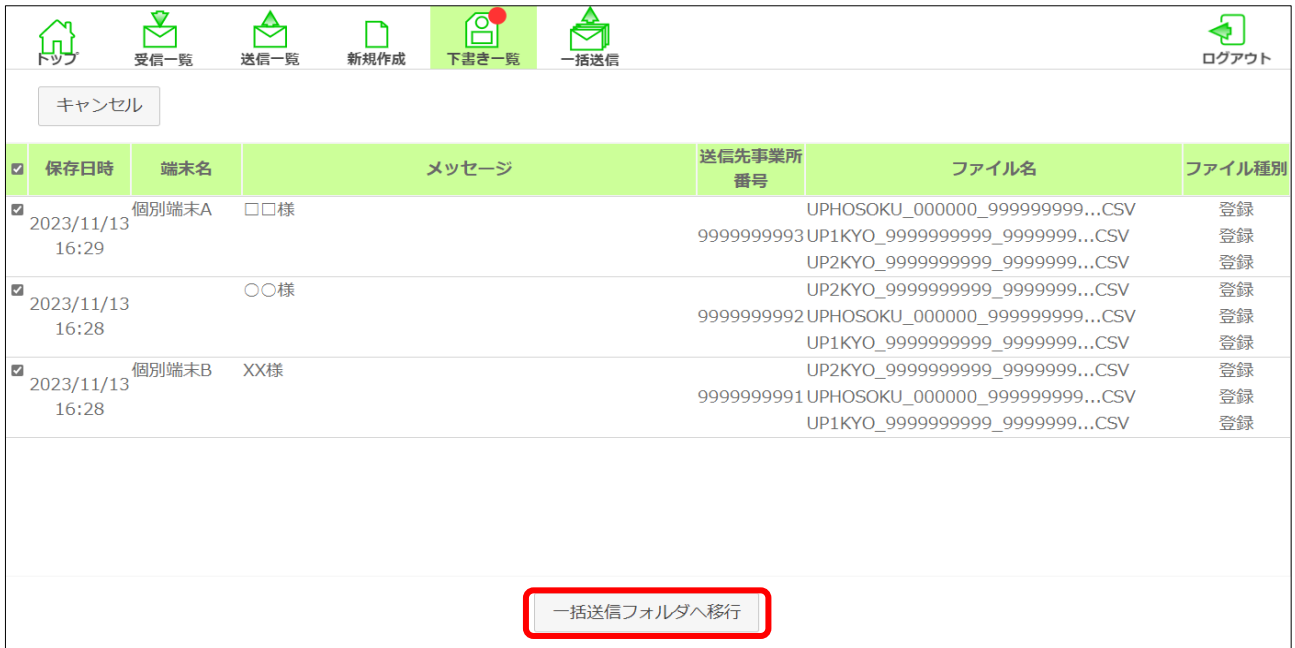 トップ 受信一覧 送信一覧 新規作成 下書き一覧 一括送信 ログアウト
キャンセル
保存日時 端末名 メッセージ 送信先事業所番号 ファイル名 ファイル種別
個別端末A □□様 UPHOSOKU_000000_999999999...CSV 登録
2023/11/13 9999999993 UP1KYO_9999999999_9999999...CSV 登録
16:29 UP2KYO_9999999999_9999999...CSV 登録
〇〇様 UP2KYO_9999999999_9999999...CSV 登録
2023/11/13 9999999992 UPHOSOKU_000000_999999999...CSV 登録
16:28 UP1KYO_9999999999_9999999...CSV 登録
個別端末B XX様 UP2KYO_9999999999_9999999...CSV 登録
2023/11/13 9999999991 UPHOSOKU_000000_999999999...CSV 登録
16:28 UP1KYO_9999999999_9999999...CSV 登録
一括送信フォルダへ移行